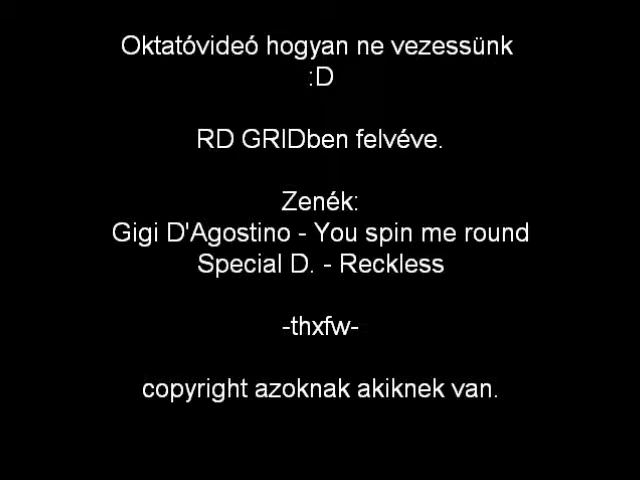 Oktatóvideó hogyan ne vezessünk
:D
RD GRIDben felvéve.
Zenék:
Gigi D'Agostino - You spin me round
Special D. - Reckless
-thxfw-
copyright azoknak akiknek van.